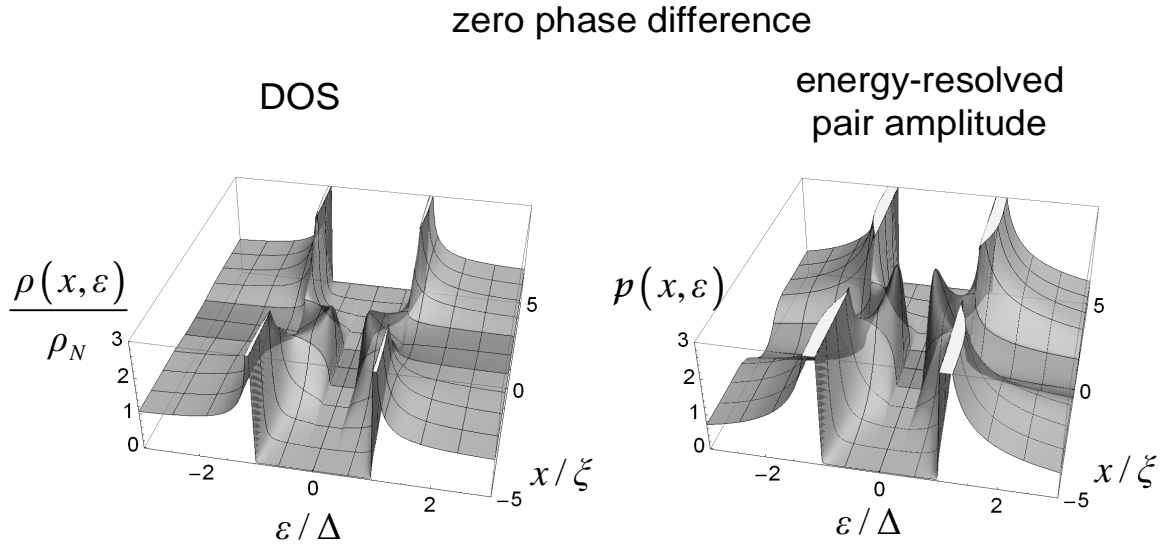 zero phase difference
DOS
energy-resolved
pair amplitude
ρ(x, ε)
ρ_N
3
2
1
0
−2
0
2
ε / Δ
5
0
−5
x / ξ
p(x, ε)
3
2
1
0
−2
0
2
ε / Δ
5
0
−5
x / ξ